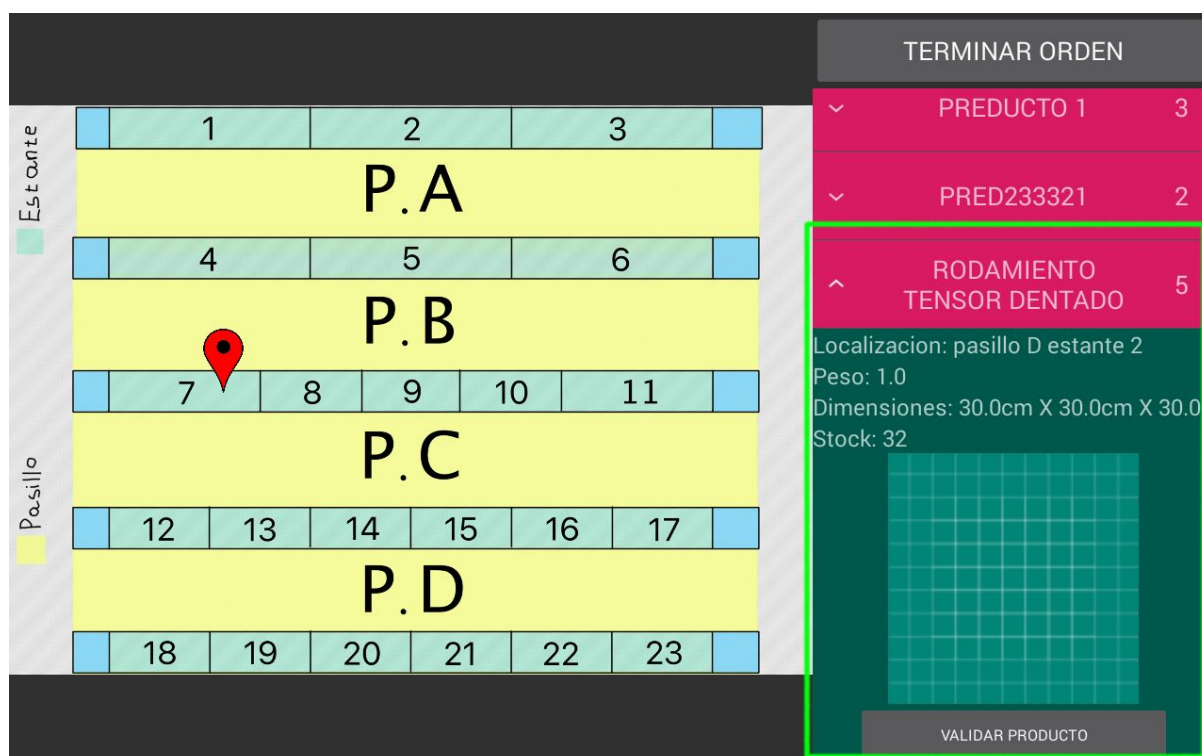 TERMINAR ORDEN
PREDUCTO 1 3
PRED233321 2
RODAMIENTO
TENSOR DENTADO 5
Localizacion: pasillo D estante 2
Peso: 1.0
Dimensiones: 30.0cm X 30.0cm X 30.0
Stock: 32
VALIDAR PRODUCTO
Estante
Pasillo
1 2 3
P.A
4 5 6
P.B
7 8 9 10 11
P.C
12 13 14 15 16 17
P.D
18 19 20 21 22 23